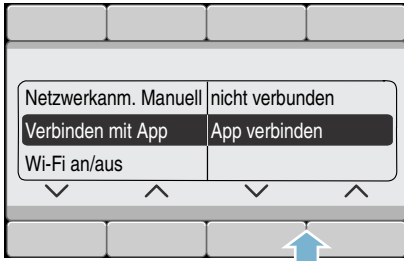 Netzwerkanm. Manuell nicht verbunden
Verbinden mit App App verbinden
Wi-Fi an/aus